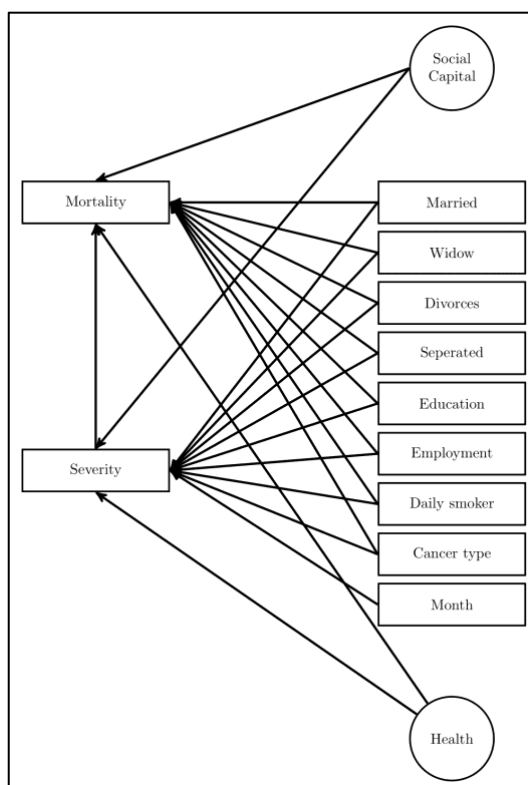 Social
Capital
Mortality
Married
Widow
Divorces
Seperated
Education
Employment
Severity
Daily smoker
Cancer type
Month
Health